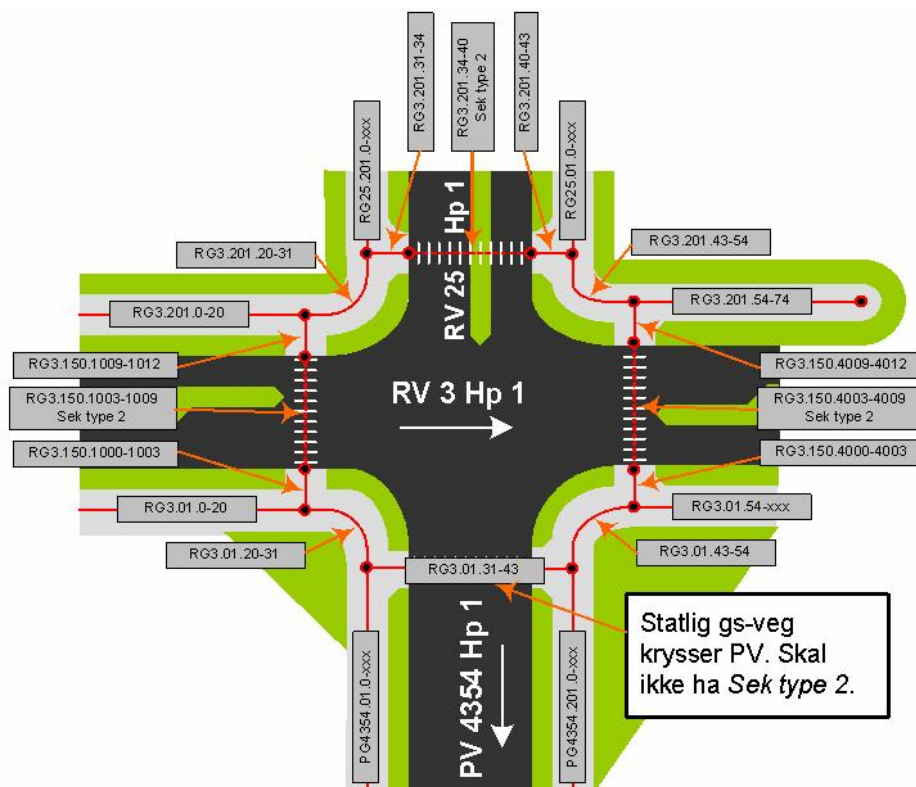 RG3.201.31-34
RG3.201.34-40
Sek type 2
RG3.201.40-43
RG25.201.0-xxx
RG25.01.0-xxx
RG3.201.20-31
RG3.201.43-54
RV 25 Hp 1
RG3.201.0-20
RG3.201.54-74
RG3.150.1009-1012
RG3.150.4009-4012
RG3.150.1003-1009
Sek type 2
RV 3 Hp 1
RG3.150.4003-4009
Sek type 2
RG3.150.1000-1003
RG3.150.4000-4003
RG3.01.0-20
RG3.01.54-xxx
RG3.01.20-31
RG3.01.43-54
RG3.01.31-43
Statlig gs-veg
krysser PV. Skal
ikke ha Sek type 2.
PG4354.01.0-xxx
PV 4354 Hp 1
PG4354.201.0-xxx